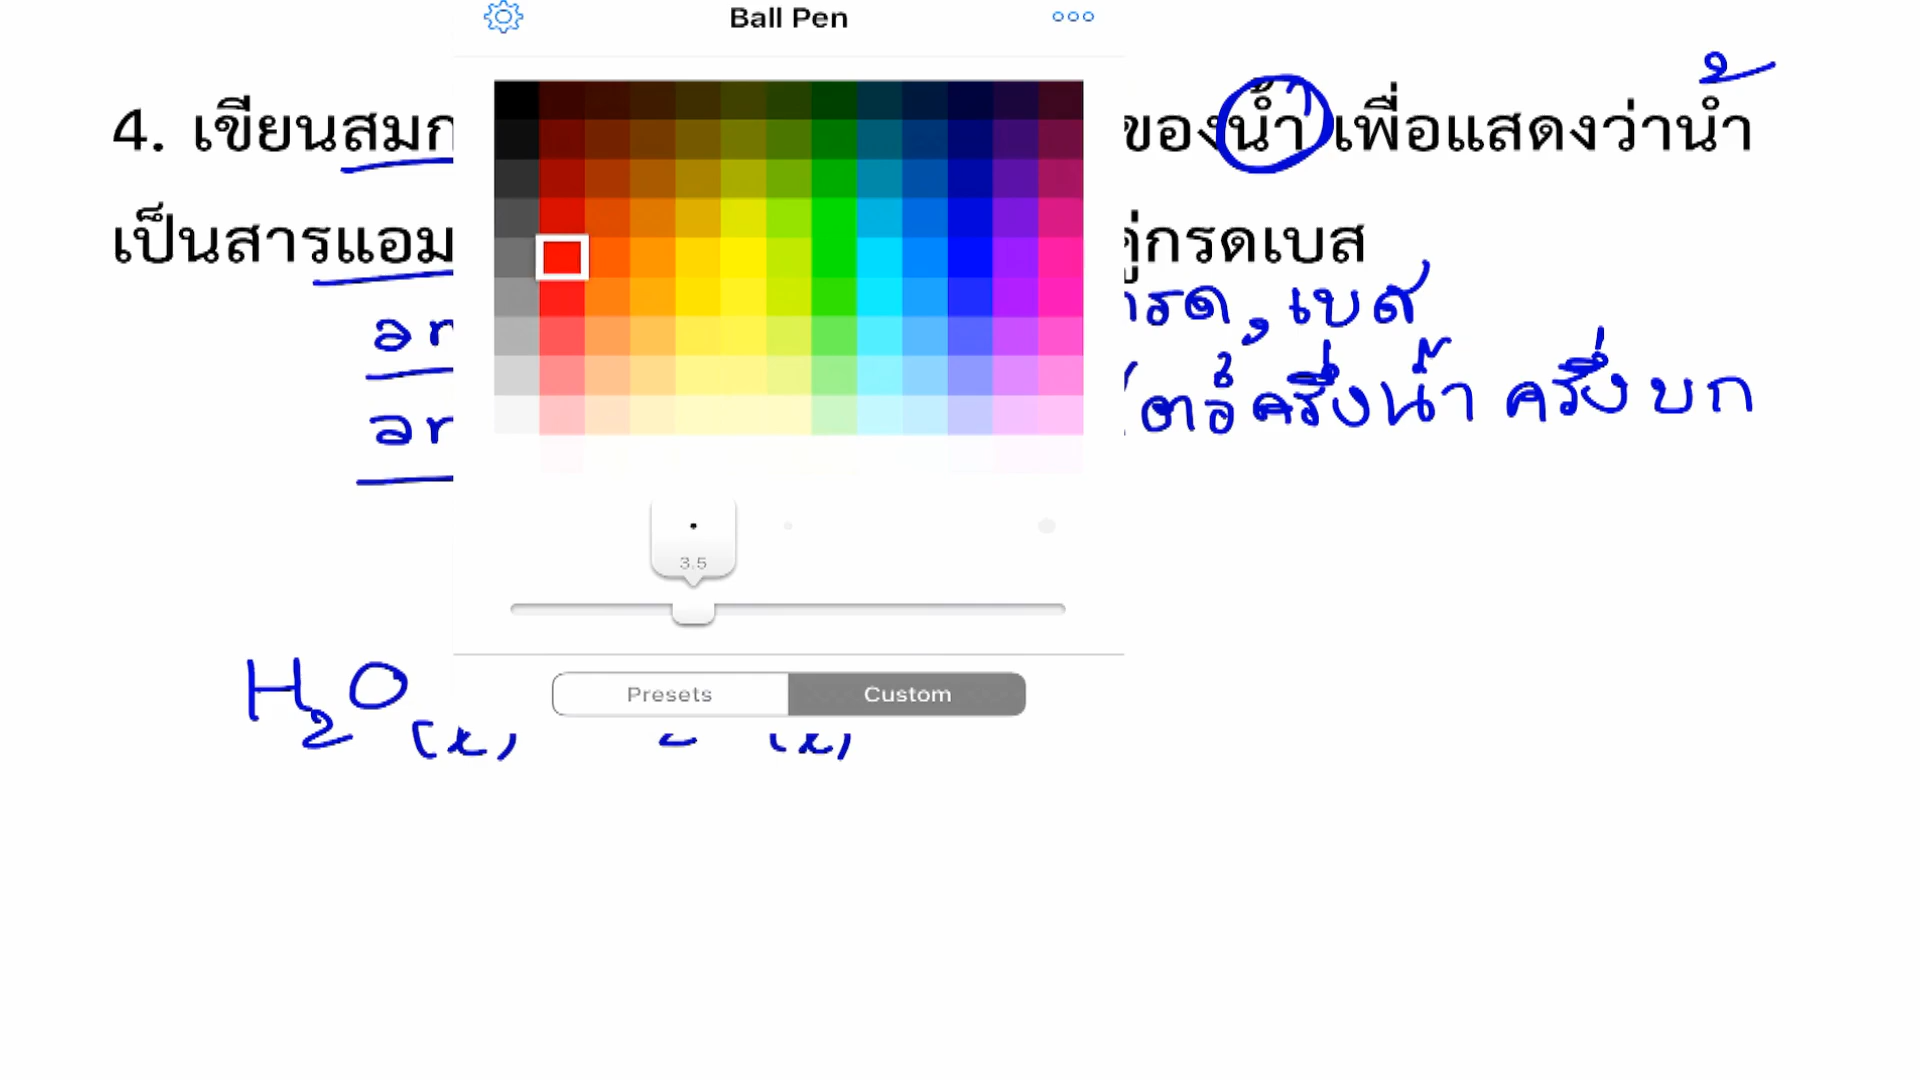 Ball Pen
4. เขียนสมก ของน้ำ เพื่อแสดงว่าน้ำ
เป็นสารแอม คู่กรดเบส
กรด, เบส
ครึ่งน้ำ ครึ่งบก
3.5
Presets Custom
H2O(l) 2 (l)